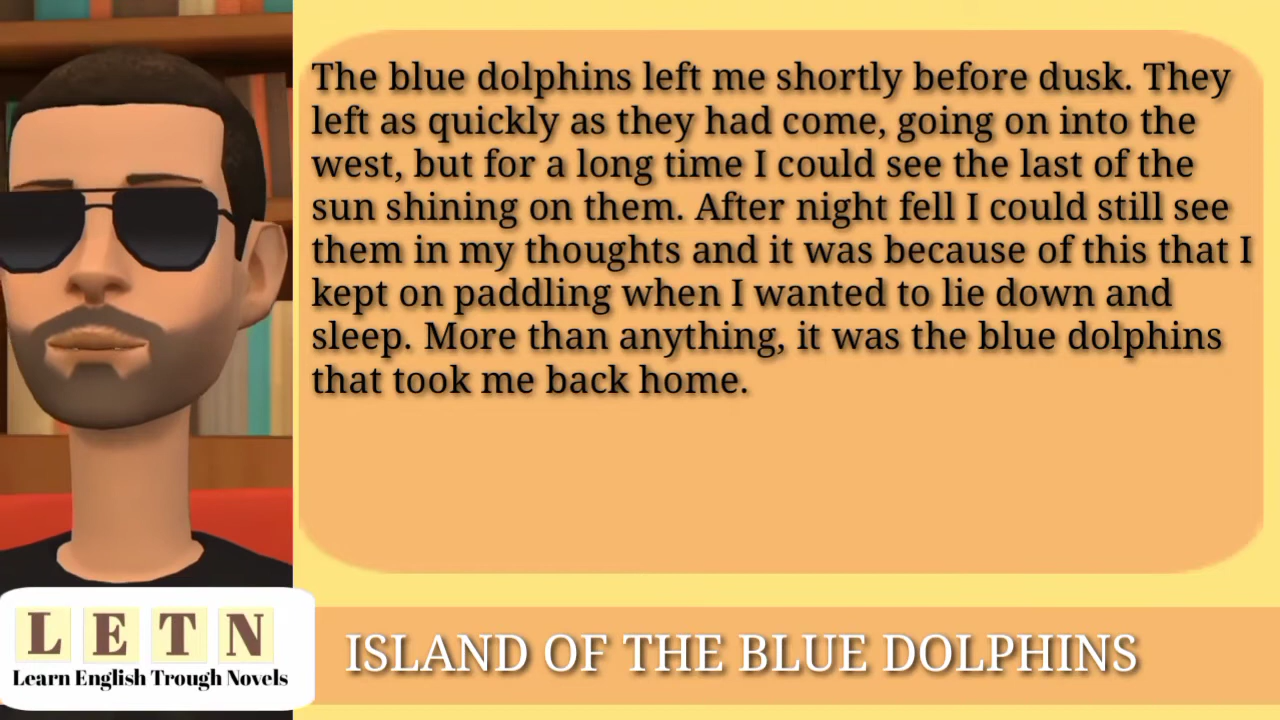 The blue dolphins left me shortly before dusk. They
left as quickly as they had come, going on into the
west, but for a long time I could see the last of the
sun shining on them. After night fell I could still see
them in my thoughts and it was because of this that I
kept on paddling when I wanted to lie down and
sleep. More than anything, it was the blue dolphins
that took me back home.
L E T N
Learn English Trough Novels
ISLAND OF THE BLUE DOLPHINS